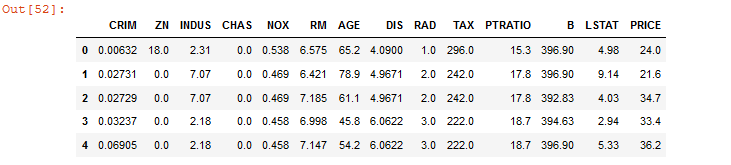 Out[52]:
CRIM ZN INDUS CHAS NOX RM AGE DIS RAD TAX PTRATIO B LSTAT PRICE
0 0.00632 18.0 2.31 0.0 0.538 6.575 65.2 4.0900 1.0 296.0 15.3 396.90 4.98 24.0
1 0.02731 0.0 7.07 0.0 0.469 6.421 78.9 4.9671 2.0 242.0 17.8 396.90 9.14 21.6
2 0.02729 0.0 7.07 0.0 0.469 7.185 61.1 4.9671 2.0 242.0 17.8 392.83 4.03 34.7
3 0.03237 0.0 2.18 0.0 0.458 6.998 45.8 6.0622 3.0 222.0 18.7 394.63 2.94 33.4
4 0.06905 0.0 2.18 0.0 0.458 7.147 54.2 6.0622 3.0 222.0 18.7 396.90 5.33 36.2